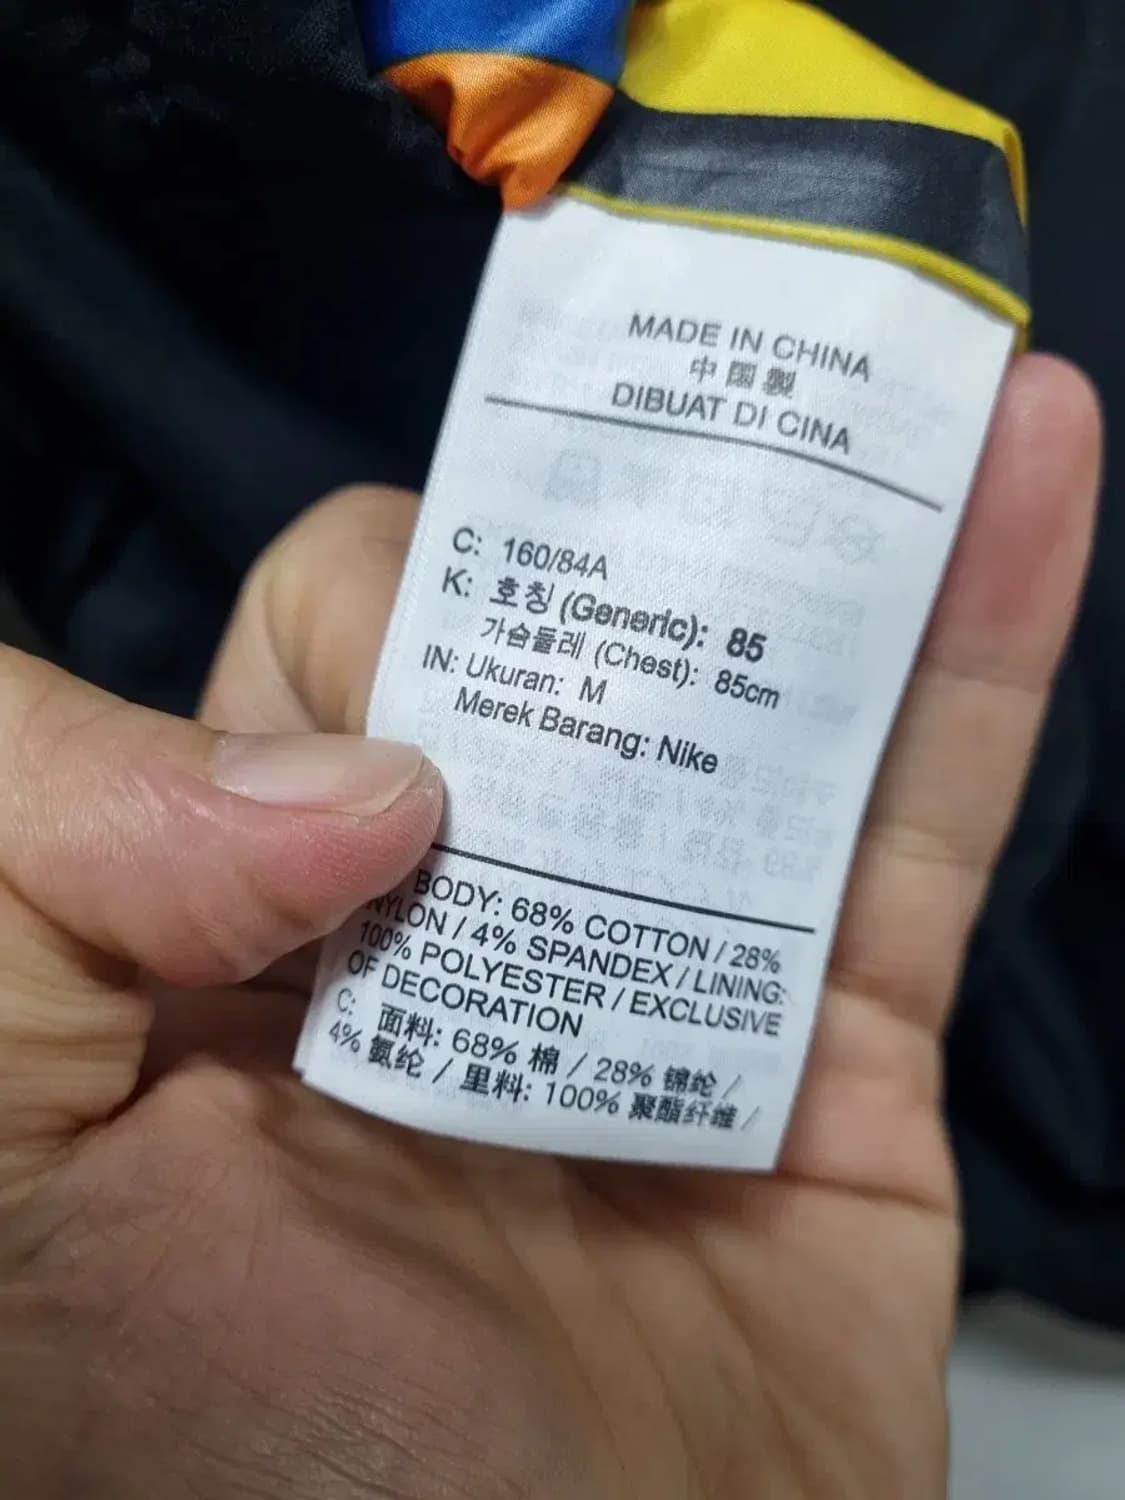 MADE IN CHINA
中国製
DIBUAT DI CINA
C: 160/84A
K: 호칭 (Generic): 85
가슴둘레 (Chest): 85cm
IN: Ukuran: M
Merek Barang: Nike
BODY: 68% COTTON / 28%
NYLON / 4% SPANDEX / LINING:
100% POLYESTER / EXCLUSIVE
OF DECORATION
C: 面料: 68% 棉 / 28% 锦纶 /
4% 氨纶 / 里料: 100% 聚酯纤维 /